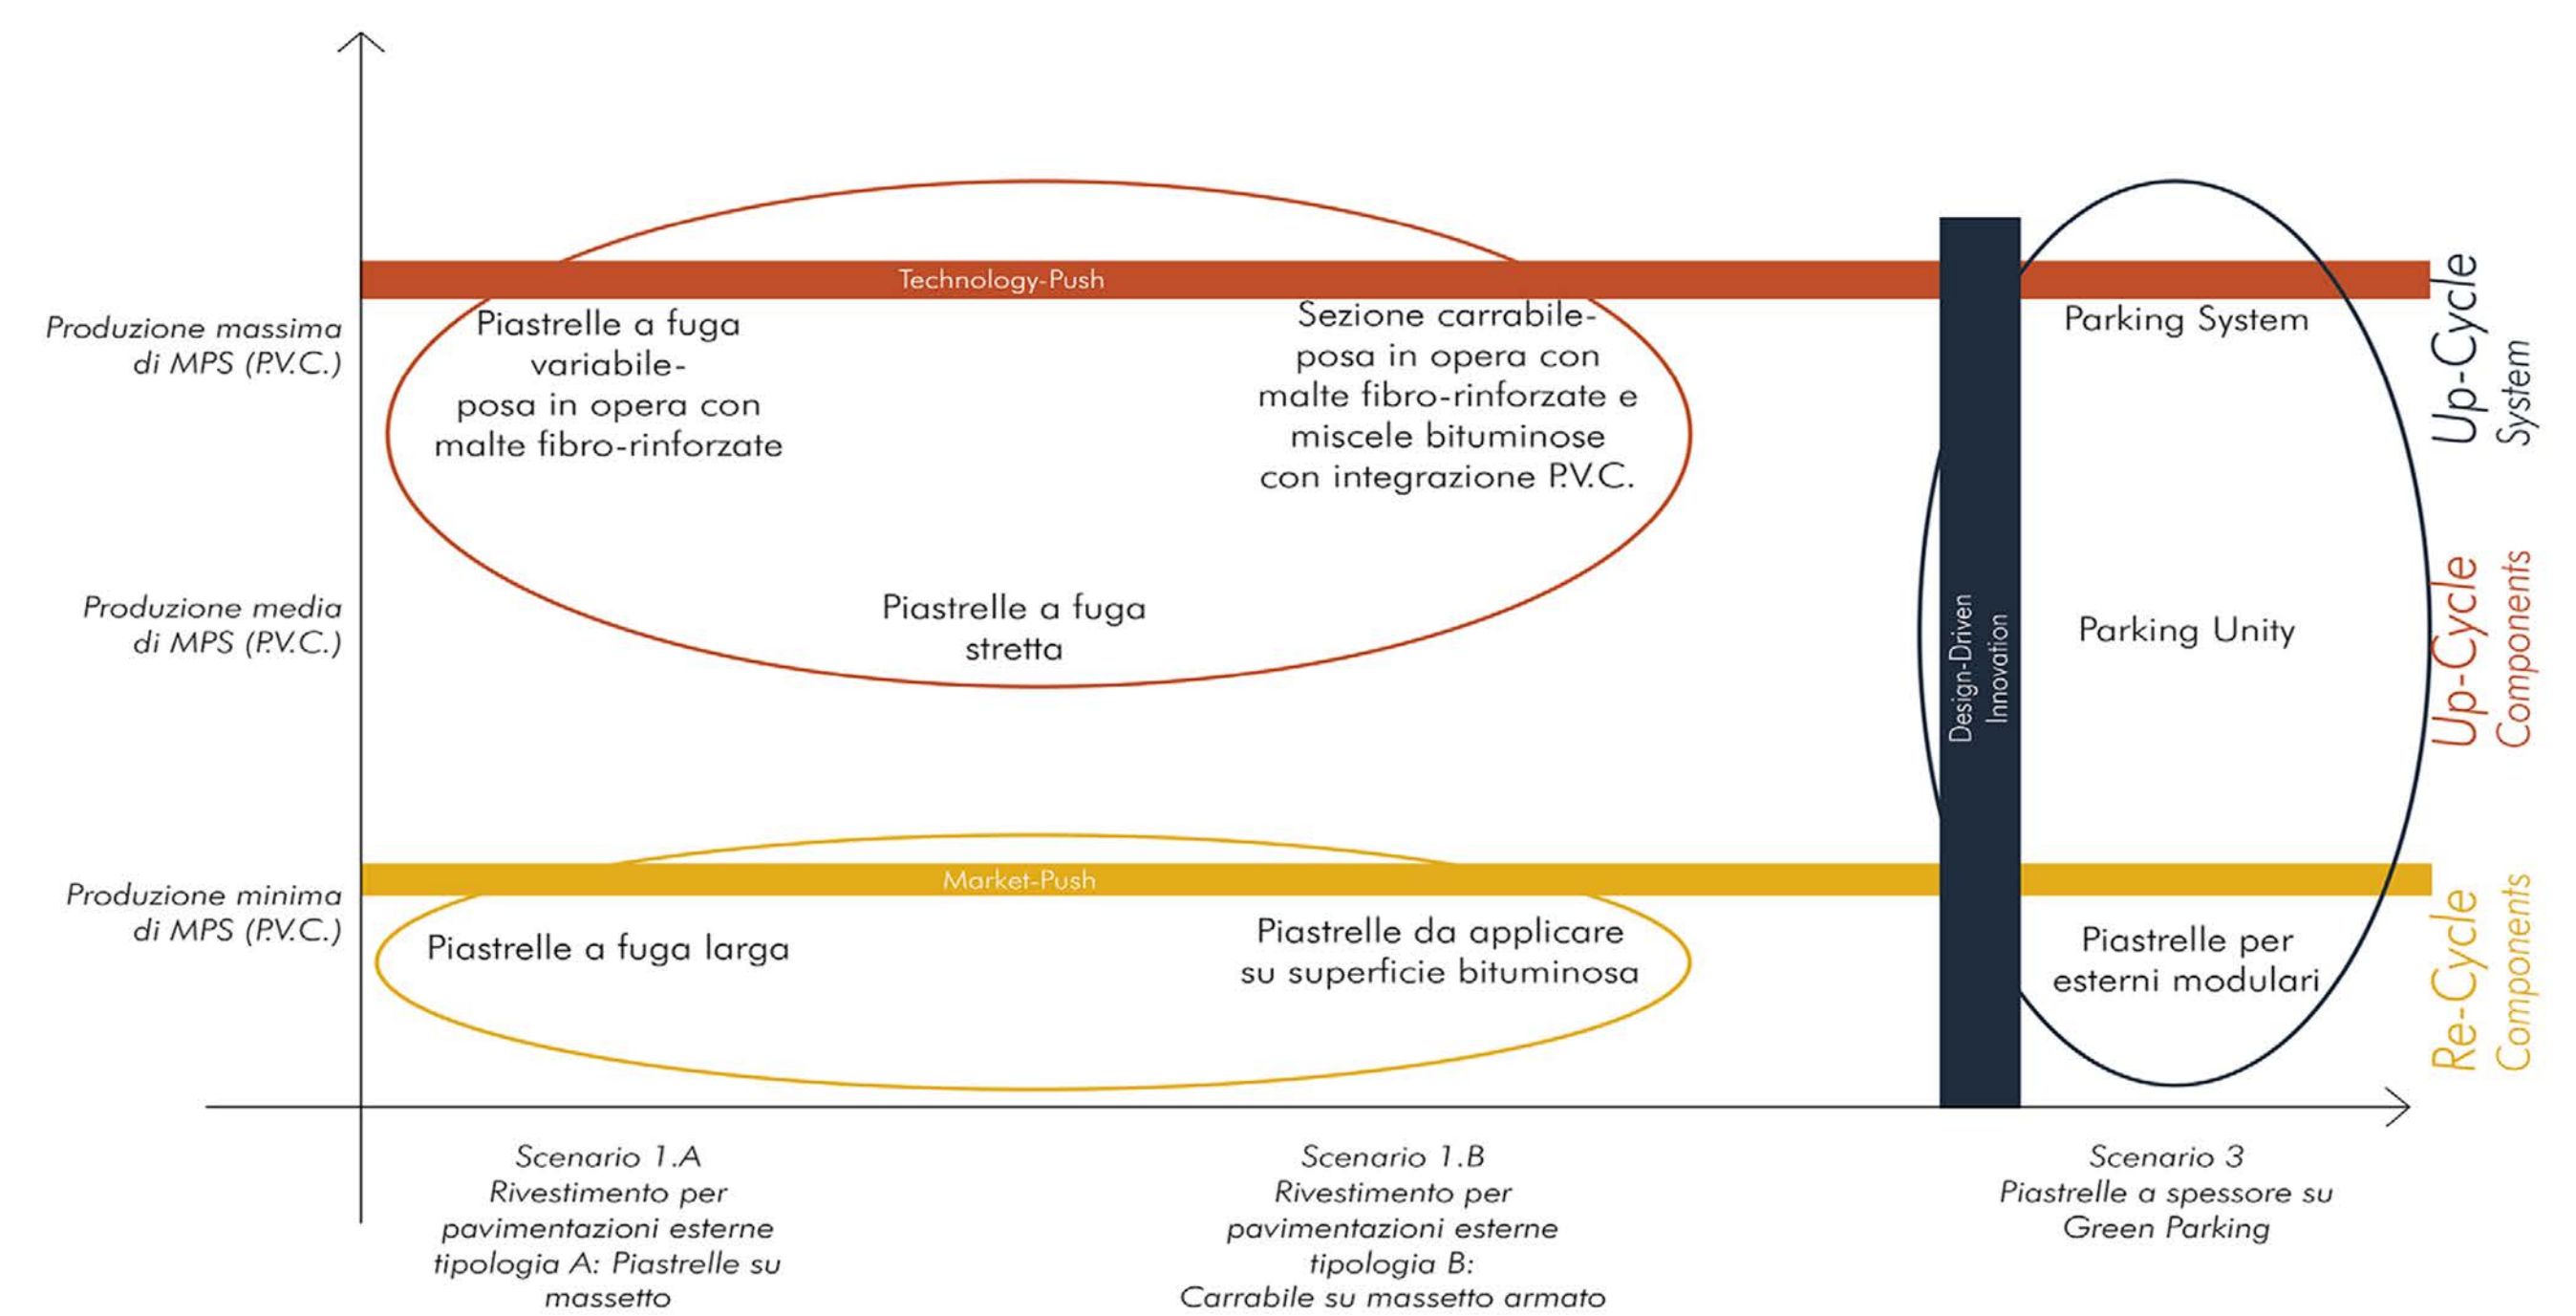 Technology-Push
Produzione massima
di MPS (P.V.C.)
Piastrelle a fuga
variabile-
posa in opera con
malte fibro-rinforzate
Sezione carrabile-
posa in opera con
malte fibro-rinforzate e
miscele bituminose
con integrazione P.V.C.
Parking System
Up-Cycle
System
Produzione media
di MPS (P.V.C.)
Piastrelle a fuga
stretta
Design-Driven
Innovation
Parking Unity
Up-Cycle
Components
Market-Push
Produzione minima
di MPS (P.V.C.)
Piastrelle a fuga larga
Piastrelle da applicare
su superficie bituminosa
Piastrelle per
esterni modulari
Re-Cycle
Components
Scenario 1.A
Rivestimento per
pavimentazioni esterne
tipologia A: Piastrelle su
massetto
Scenario 1.B
Rivestimento per
pavimentazioni esterne
tipologia B:
Carrabile su massetto armato
Scenario 3
Piastrelle a spessore su
Green Parking